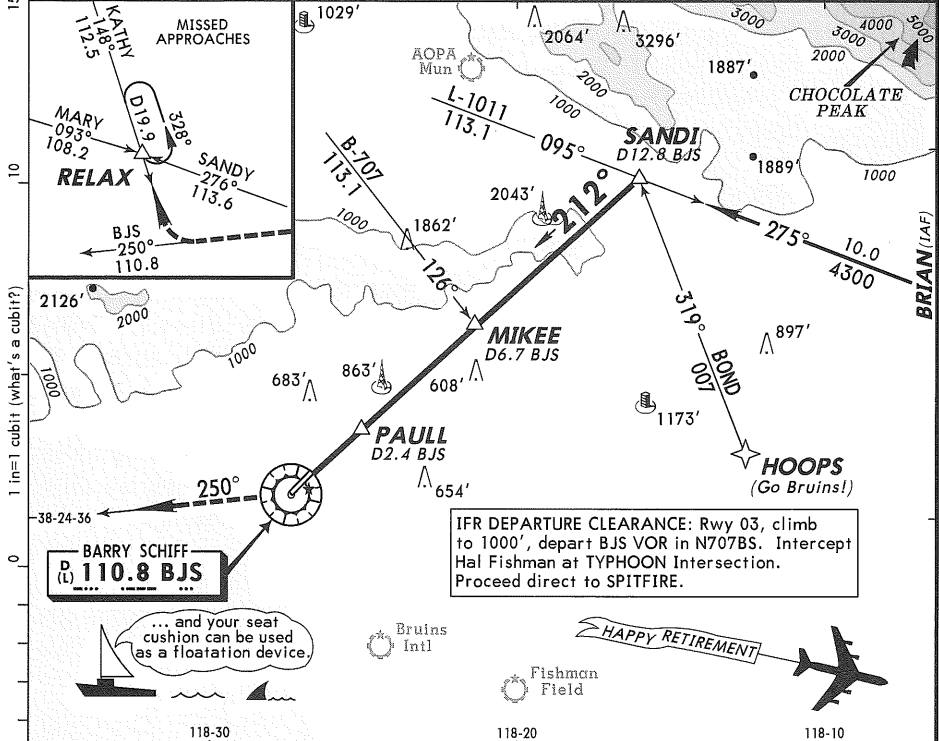 15
KATHY
148°
112.5
MISSED
APPROACHES
D19.9
328°
MARY
093°
108.2
RELAX
SANDY
276°
113.6
BJS
250°
110.8
1029'
2064'
3296'
3000
4000
5000
3000
2000
AOPA
Mun
2000
1887'
CHOCOLATE
PEAK
1000
L-1011
113.1
095°
SANDI
D12.8 BJS
1889'
1000
10
B-707
113.1
2043'
212°
1000
1862'
275°
10.0
4300
BRIAN (IAF)
126°
2126'
2000
319°
BOND
007
MIKEE
D6.7 BJS
897'
1000
1000
683'
863'
608'
1173'
1 in=1 cubit (what's a cubit?)
PAULL
D2.4 BJS
HOOPS
(Go Bruins!)
654'
250°
38-24-36
0
IFR DEPARTURE CLEARANCE: Rwy 03, climb
to 1000', depart BJS VOR in N707BS. Intercept
Hal Fishman at TYPHOON Intersection.
Proceed direct to SPITFIRE.
BARRY SCHIFF
D
(L) 110.8 BJS
... and your seat
cushion can be used
as a floatation device.
Bruins
Intl
HAPPY RETIREMENT
Fishman
Field
118-30
118-20
118-10